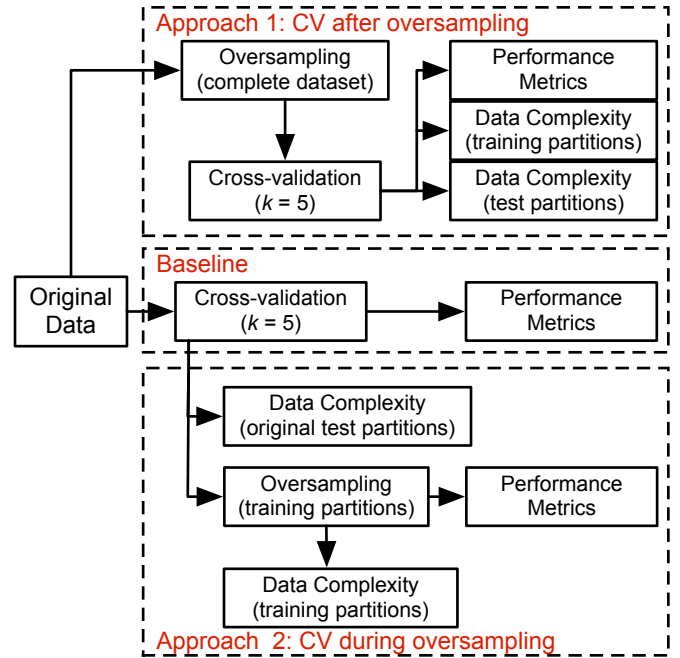 Approach 1: CV after oversampling
Oversampling
(complete dataset)
Performance
Metrics
Data Complexity
(training partitions)
Cross-validation
(k = 5)
Data Complexity
(test partitions)
Baseline
Original
Data
Cross-validation
(k = 5)
Performance
Metrics
Data Complexity
(original test partitions)
Oversampling
(training partitions)
Performance
Metrics
Data Complexity
(training partitions)
Approach 2: CV during oversampling